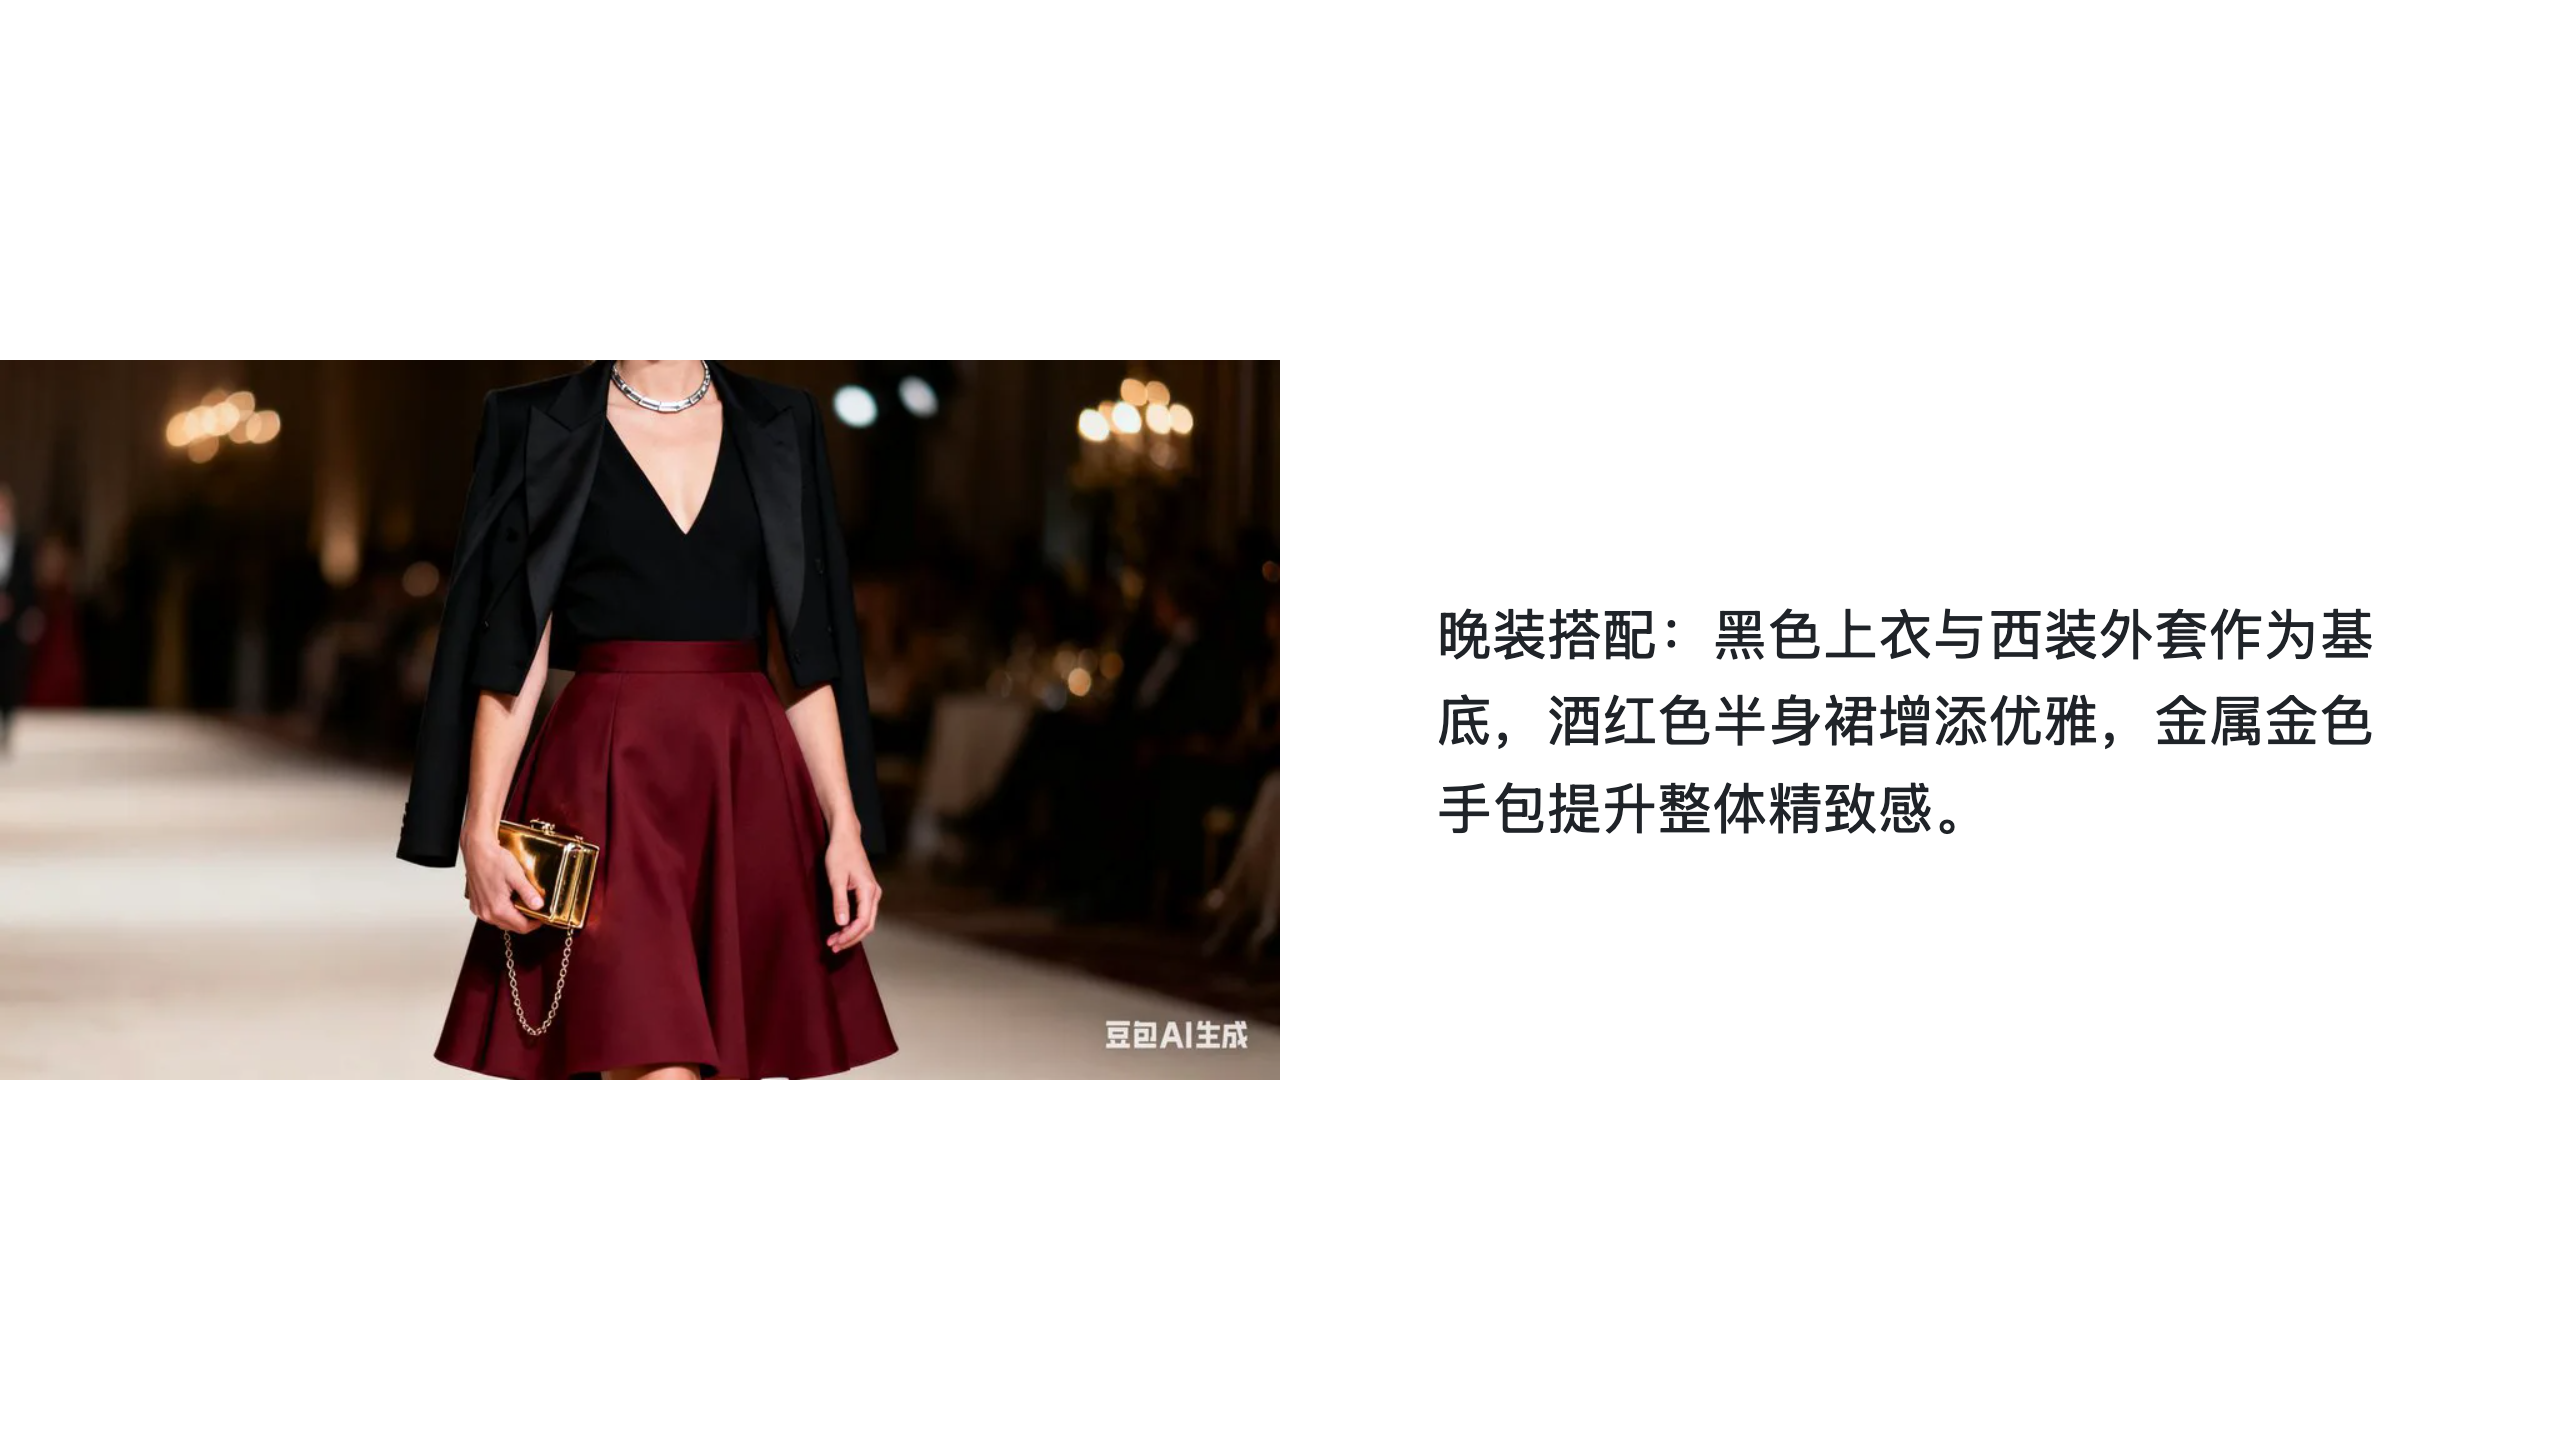 晚装搭配：黑色上衣与西装外套作为基
底，酒红色半身裙增添优雅，金属金色
手包提升整体精致感。
豆包AI生成